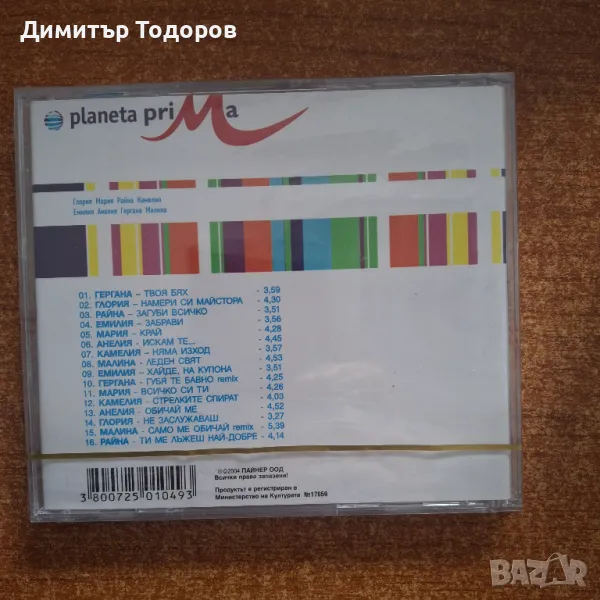 Димитър Тодоров
planeta priMa
Глория Мария Райна Камелия
Емилия Анелия Гергана Малина
01. ГЕРГАНА – ТВОЯ БЯХ - 3,59
02. ГЛОРИЯ – НАМЕРИ СИ МАЙСТОРА - 4,30
03. РАЙНА – ЗАГУБИ ВСИЧКО - 3,51
04. ЕМИЛИЯ – ЗАБРАВИ - 3,56
05. МАРИЯ – КРАЙ - 4,28
06. АНЕЛИЯ - ИСКАМ ТЕ... - 4,45
07. КАМЕЛИЯ – НЯМА ИЗХОД - 3,57
08. МАЛИНА - ЛЕДЕН СВЯТ - 4,53
09. ЕМИЛИЯ – ХАЙДЕ, НА КУПОНА - 3,51
10. ГЕРГАНА – ГУБЯ ТЕ БАВНО remix - 4,25
11. МАРИЯ – ВСИЧКО СИ ТИ - 4,26
12. КАМЕЛИЯ – СТРЕЛКИТЕ СПИРАТ - 4,03
13. АНЕЛИЯ - ОБИЧАЙ МЕ - 4,52
14. ГЛОРИЯ - НЕ ЗАСЛУЖАВАШ - 3,27
15. МАЛИНА - САМО МЕ ОБИЧАЙ remix - 5,39
16. РАЙНА - ТИ МЕ ЛЪЖЕШ НАЙ-ДОБРЕ - 4,14
℗©2004 ПАЙНЕР ООД
Всички права запазени!
Продуктът е регистриран в
Министерство на Културата №17056
3 800725 010493
BAZAR